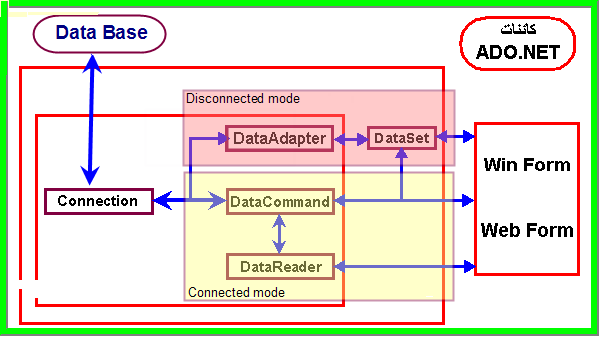 Data Base
كائنات
ADO.NET
Disconnected mode
DataAdapter
DataSet
Connection
DataCommand
DataReader
Connected mode
Win Form
Web Form